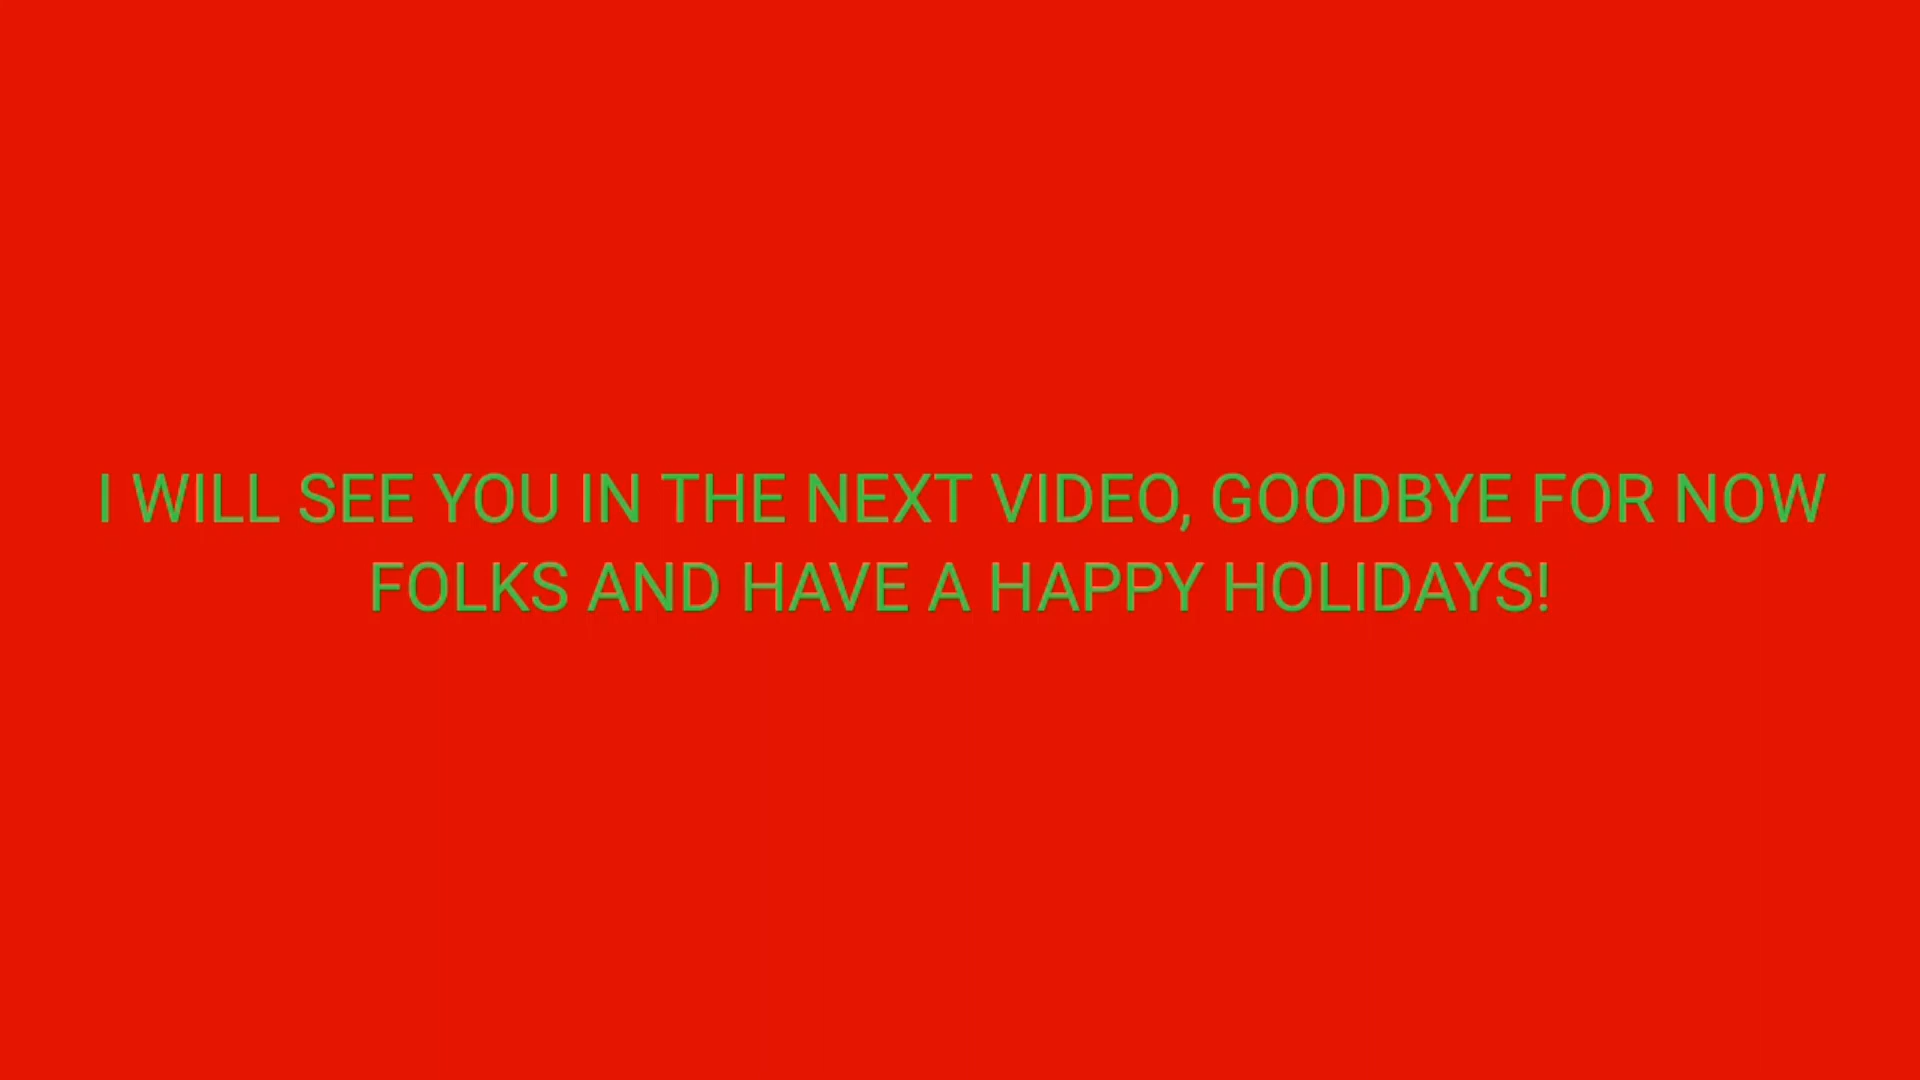 I WILL SEE YOU IN THE NEXT VIDEO, GOODBYE FOR NOW
FOLKS AND HAVE A HAPPY HOLIDAYS!